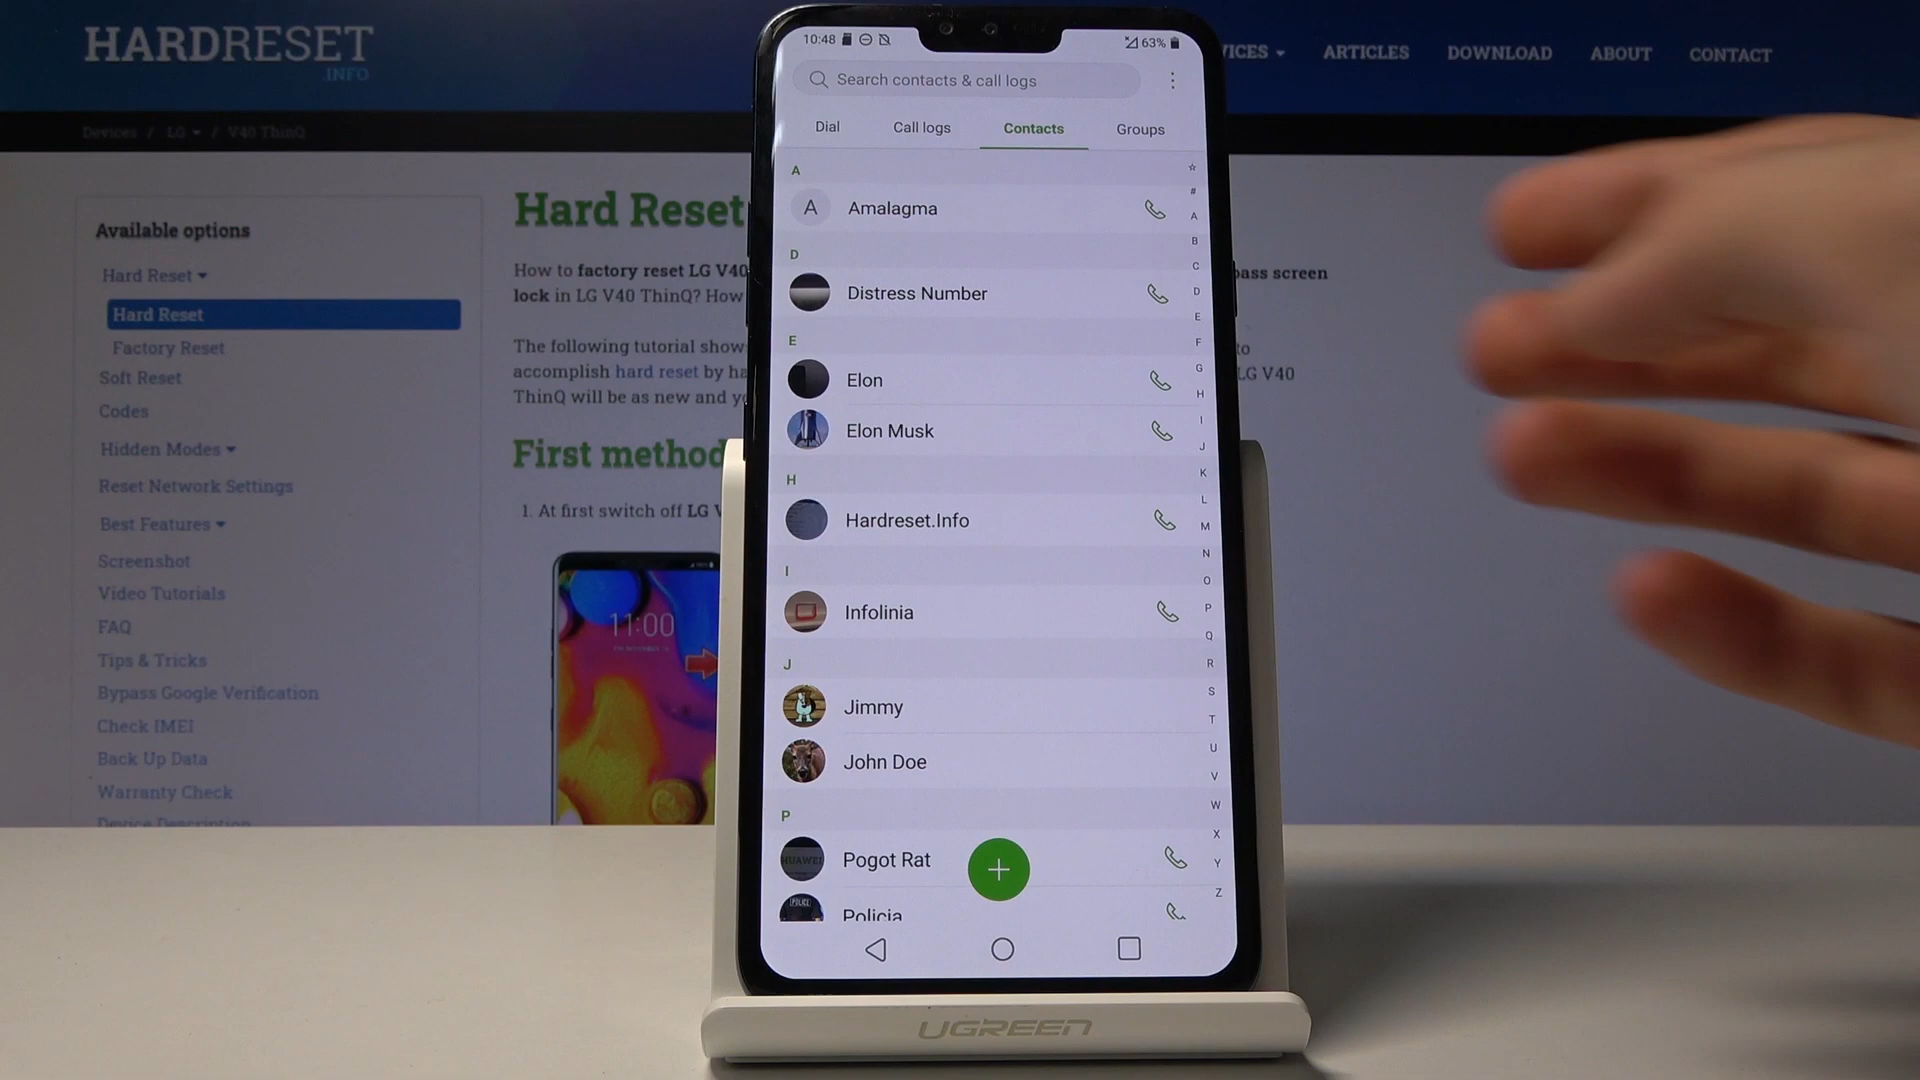 HARDRESET
.INFO
VICES
ARTICLES
DOWNLOAD
ABOUT
CONTACT
Devices / LG / V40 ThinQ
Available options
Hard Reset
Hard Reset
Factory Reset
Soft Reset
Codes
Hidden Modes
Reset Network Settings
Best Features
Screenshot
Video Tutorials
FAQ
Tips & Tricks
Bypass Google Verification
Check IMEI
Back Up Data
Warranty Check
Device Description
Hard Reset
How to factory reset LG V40
pass screen
lock in LG V40 ThinQ? How
The following tutorial show
to
accomplish hard reset by ha
LG V40
ThinQ will be as new and yo
First method
1. At first switch off LG V
11:00
10:48
63%
Search contacts & call logs
Dial
Call logs
Contacts
Groups
A
A
Amalagma
D
Distress Number
E
Elon
Elon Musk
H
Hardreset.Info
I
Infolinia
J
Jimmy
John Doe
P
HUAWEI
Pogot Rat
POLICE
Policja
#
A
B
C
D
E
F
G
H
I
J
K
L
M
N
O
P
Q
R
S
T
U
V
W
X
Y
Z
UGREEN